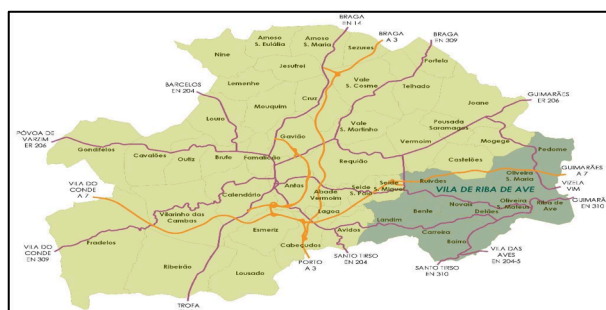 BRAGA
EN 14
BRAGA
A 3
BRAGA
EN 309
Arnoso
S. Eulália
Arnoso
S. Maria
Sezures
Nine
Jesufrei
Portela
Lemenhe
Vale
S. Cosme
Telhado
BARCELOS
EN 204
GUIMARÃES
ER 206
Mouquim
Cruz
Joane
Louro
Vale
S. Martinho
Pousada
Saramagos
PÓVOA DE
VARZIM
ER 206
Gavião
Vermoim
Mogege
Gondifelos
Cavalões
Outiz
Brufe
Famalicão
Requião
Castelões
Pedome
VILA DO
CONDE
A 7
Calendário
Antas
Abade
Vermoim
Seide
S. Paio
Seide
S. Miguel
Ruivães
Oliveira
S. Maria
GUIMARÃES
A 7
VILA DE RIBA DE AVE
VIZELA
VIM
Vilarinho das
Cambas
Lagoa
Landim
Bente
Novais
Delães
Oliveira
S. Mateus
Riba de
Ave
GUIMARÃ
EN 310
VILA DO
CONDE
EN 309
Fradelos
Esmeriz
Cabeçudos
Avidos
Carreira
Bairro
Ribeirão
Lousado
PORTO
A 3
SANTO TIRSO
EN 204
SANTO TIRSO
EN 310
VILA DAS
AVES
EN 204-5
TROFA